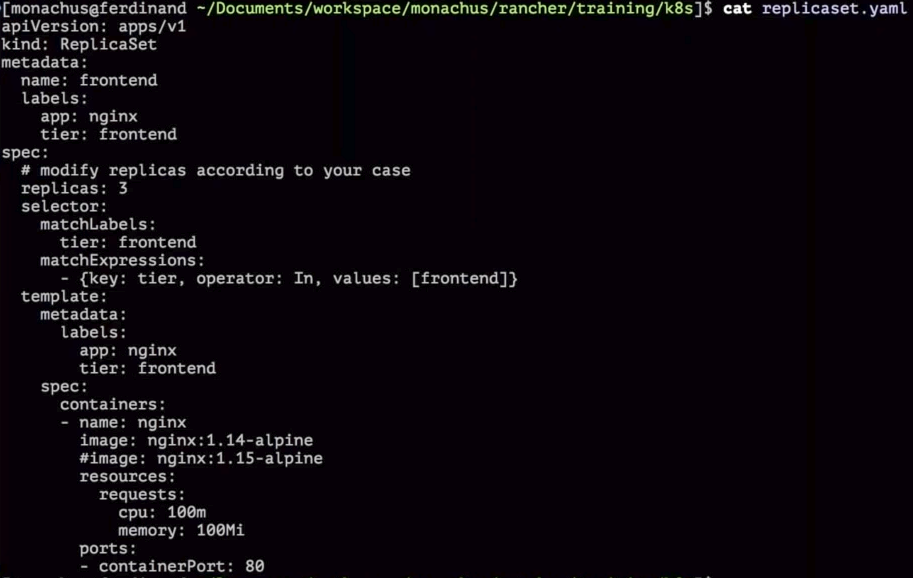 [monachus@ferdinand ~/Documents/workspace/monachus/rancher/training/k8s]$ cat replicaset.yaml
apiVersion: apps/v1
kind: ReplicaSet
metadata:
  name: frontend
  labels:
    app: nginx
    tier: frontend
spec:
  # modify replicas according to your case
  replicas: 3
  selector:
    matchLabels:
      tier: frontend
    matchExpressions:
      - {key: tier, operator: In, values: [frontend]}
  template:
    metadata:
      labels:
        app: nginx
        tier: frontend
    spec:
      containers:
      - name: nginx
        image: nginx:1.14-alpine
        #image: nginx:1.15-alpine
        resources:
          requests:
            cpu: 100m
            memory: 100Mi
        ports:
        - containerPort: 80